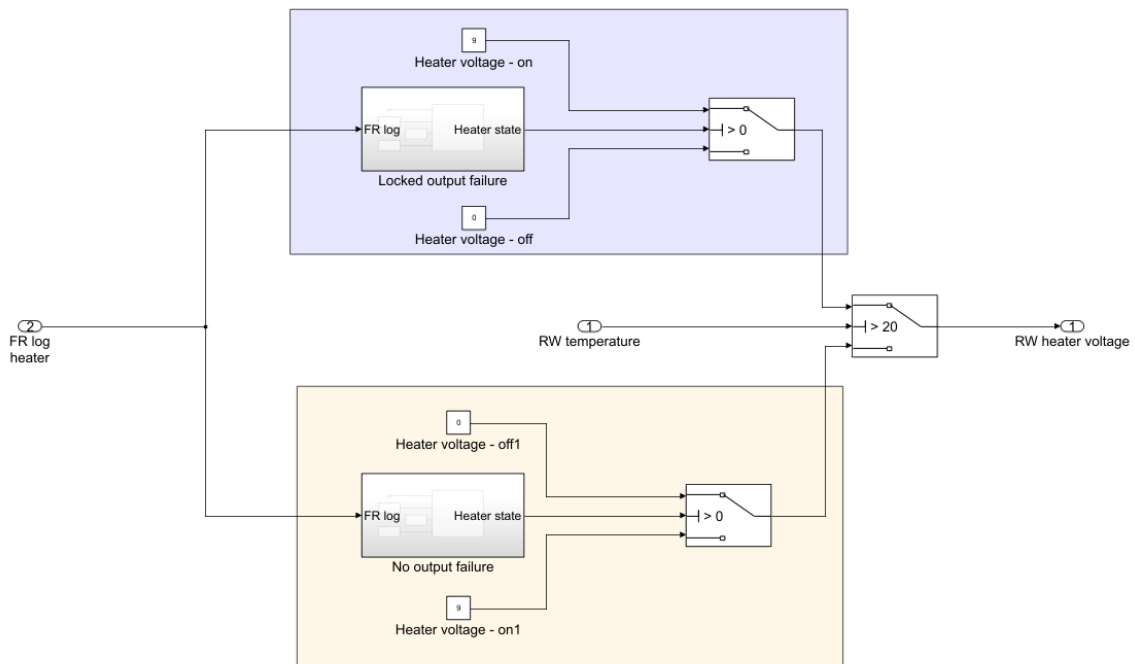 9
Heater voltage - on
FR log
Heater state
> 0
Locked output failure
0
Heater voltage - off
2
FR log
heater
1
RW temperature
> 20
1
RW heater voltage
0
Heater voltage - off1
FR log
Heater state
> 0
No output failure
9
Heater voltage - on1